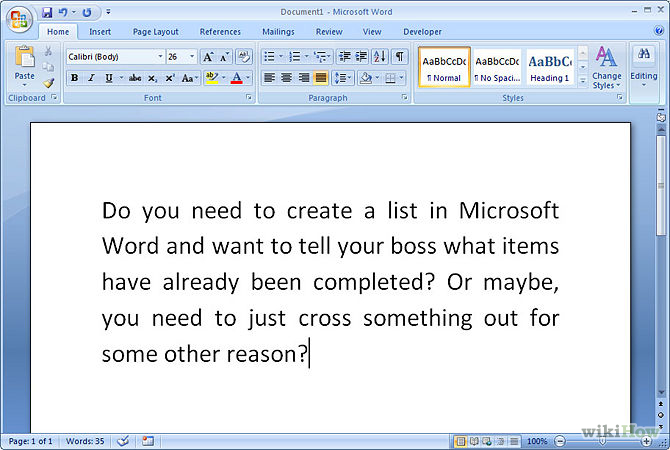 Document1 - Microsoft Word
Home Insert Page Layout References Mailings Review View Developer
Calibri (Body) 26
Paste
B I U abe x₂ x² Aa
AaBbCcDc AaBbCcDc AaBbCc
¶ Normal ¶ No Spaci... Heading 1
Change Styles
Editing
Clipboard Font Paragraph Styles
Do you need to create a list in Microsoft
Word and want to tell your boss what items
have already been completed? Or maybe,
you need to just cross something out for
some other reason?
Page: 1 of 1 Words: 35 100%
wikiHow